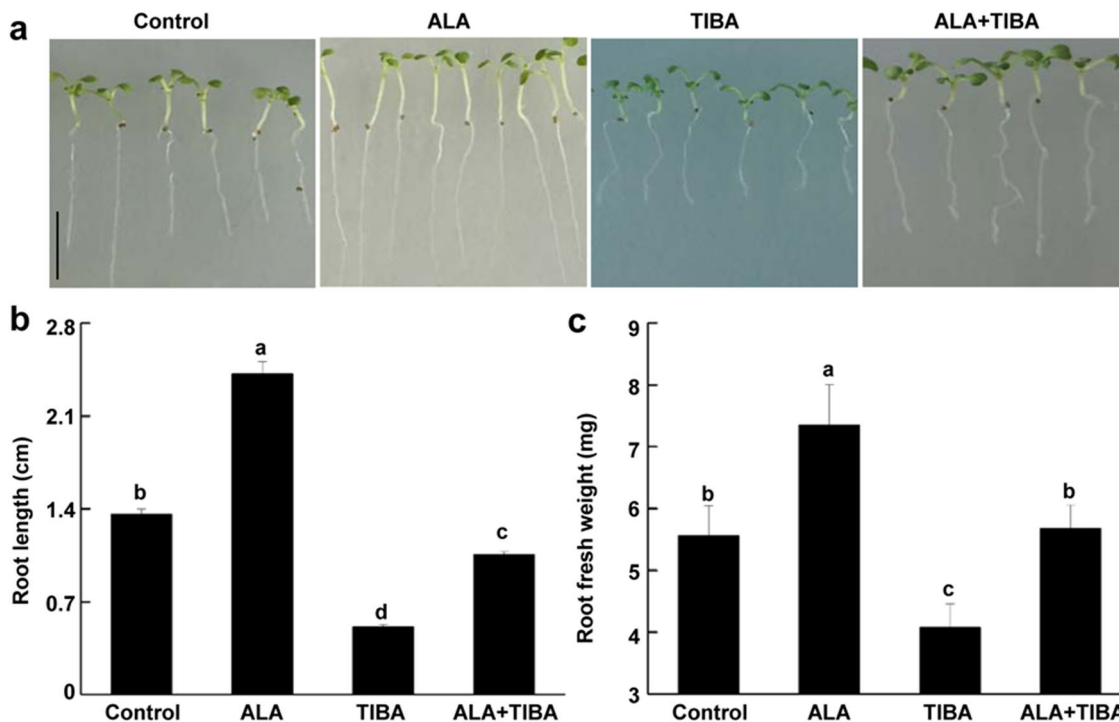 a
Control
ALA
TIBA
ALA+TIBA
b
2.8
2.1
1.4
0.7
0
Root length (cm)
b
a
d
c
Control
ALA
TIBA
ALA+TIBA
c
9
8
7
6
5
4
3
Root fresh weight (mg)
b
a
c
b
Control
ALA
TIBA
ALA+TIBA